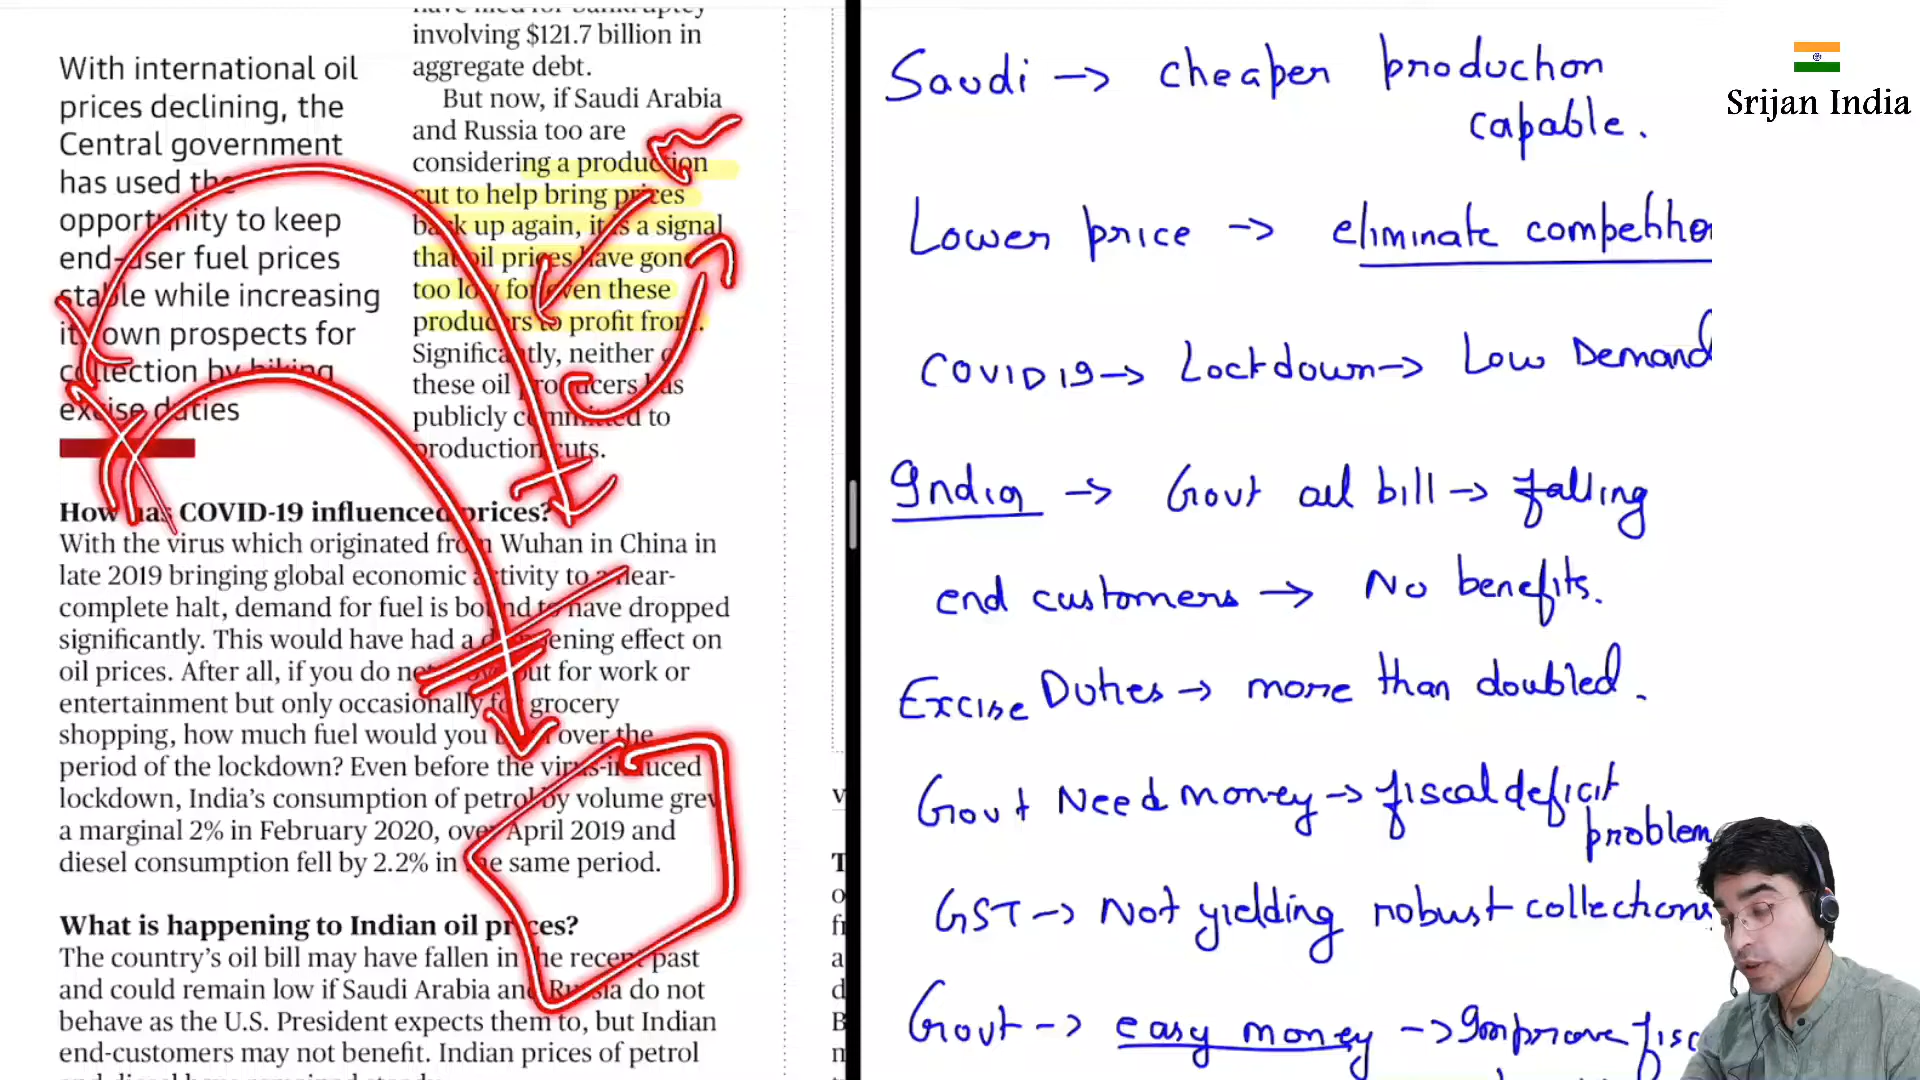 With international oil
prices declining, the
Central government
has used the
opportunity to keep
end-user fuel prices
stable while increasing
its own prospects for
collection by hiking
excise duties
involving $121.7 billion in
aggregate debt.
But now, if Saudi Arabia
and Russia too are
considering a production
cut to help bring prices
back up again, it is a signal
that oil prices have gone
too low for even these
producers to profit from.
Significantly, neither of
these oil producers has
publicly committed to
production cuts.
How has COVID-19 influenced prices?
With the virus which originated from Wuhan in China in
late 2019 bringing global economic activity to a near-
complete halt, demand for fuel is bound to have dropped
significantly. This would have had a dampening effect on
oil prices. After all, if you do not move out for work or
entertainment but only occasionally for grocery
shopping, how much fuel would you burn over the
period of the lockdown? Even before the virus-induced
lockdown, India's consumption of petrol by volume grew
a marginal 2% in February 2020, over April 2019 and
diesel consumption fell by 2.2% in the same period.
What is happening to Indian oil prices?
The country's oil bill may have fallen in the recent past
and could remain low if Saudi Arabia and Russia do not
behave as the U.S. President expects them to, but Indian
end-customers may not benefit. Indian prices of petrol
Saudi → cheaper production
capable.
Lower price → eliminate
COVID19 → Lockdown → Low Demand
India → Govt oil bill → falling
end customers → No benefits.
Excise Duties → more than doubled.
Govt Need money → fiscal deficit
problem
GST → Not yielding robust collections
Govt → easy money → Improve
Srijan India